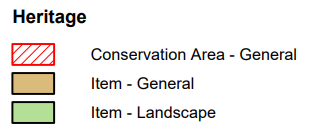 Heritage
Conservation Area - General
Item - General
Item - Landscape